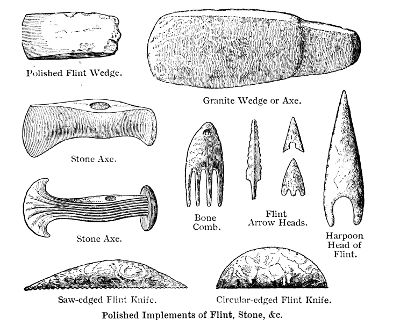 Polished Flint Wedge.
Granite Wedge or Axe.
Stone Axe.
Stone Axe.
Bone
Comb.
Flint
Arrow Heads.
Harpoon
Head of
Flint.
Saw-edged Flint Knife.
Circular-edged Flint Knife.
Polished Implements of Flint, Stone, &c.